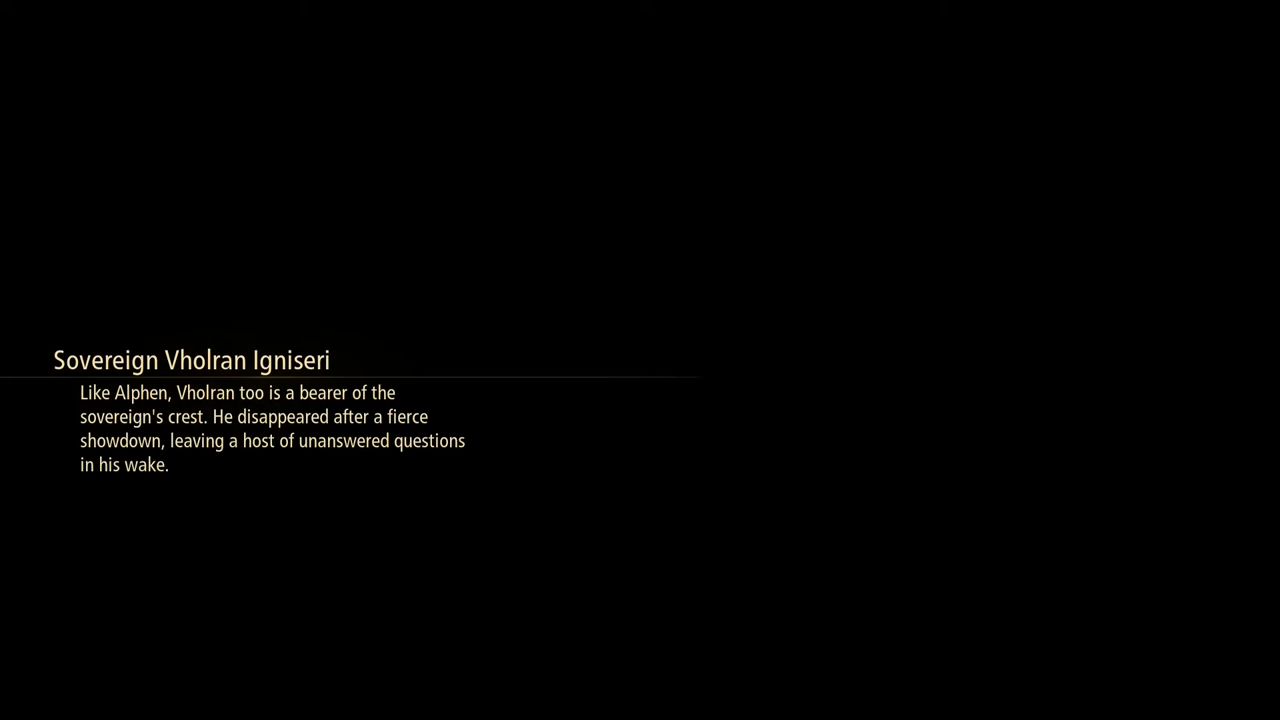 Sovereign Vholran Igniseri
Like Alphen, Vholran too is a bearer of the
sovereign's crest. He disappeared after a fierce
showdown, leaving a host of unanswered questions
in his wake.